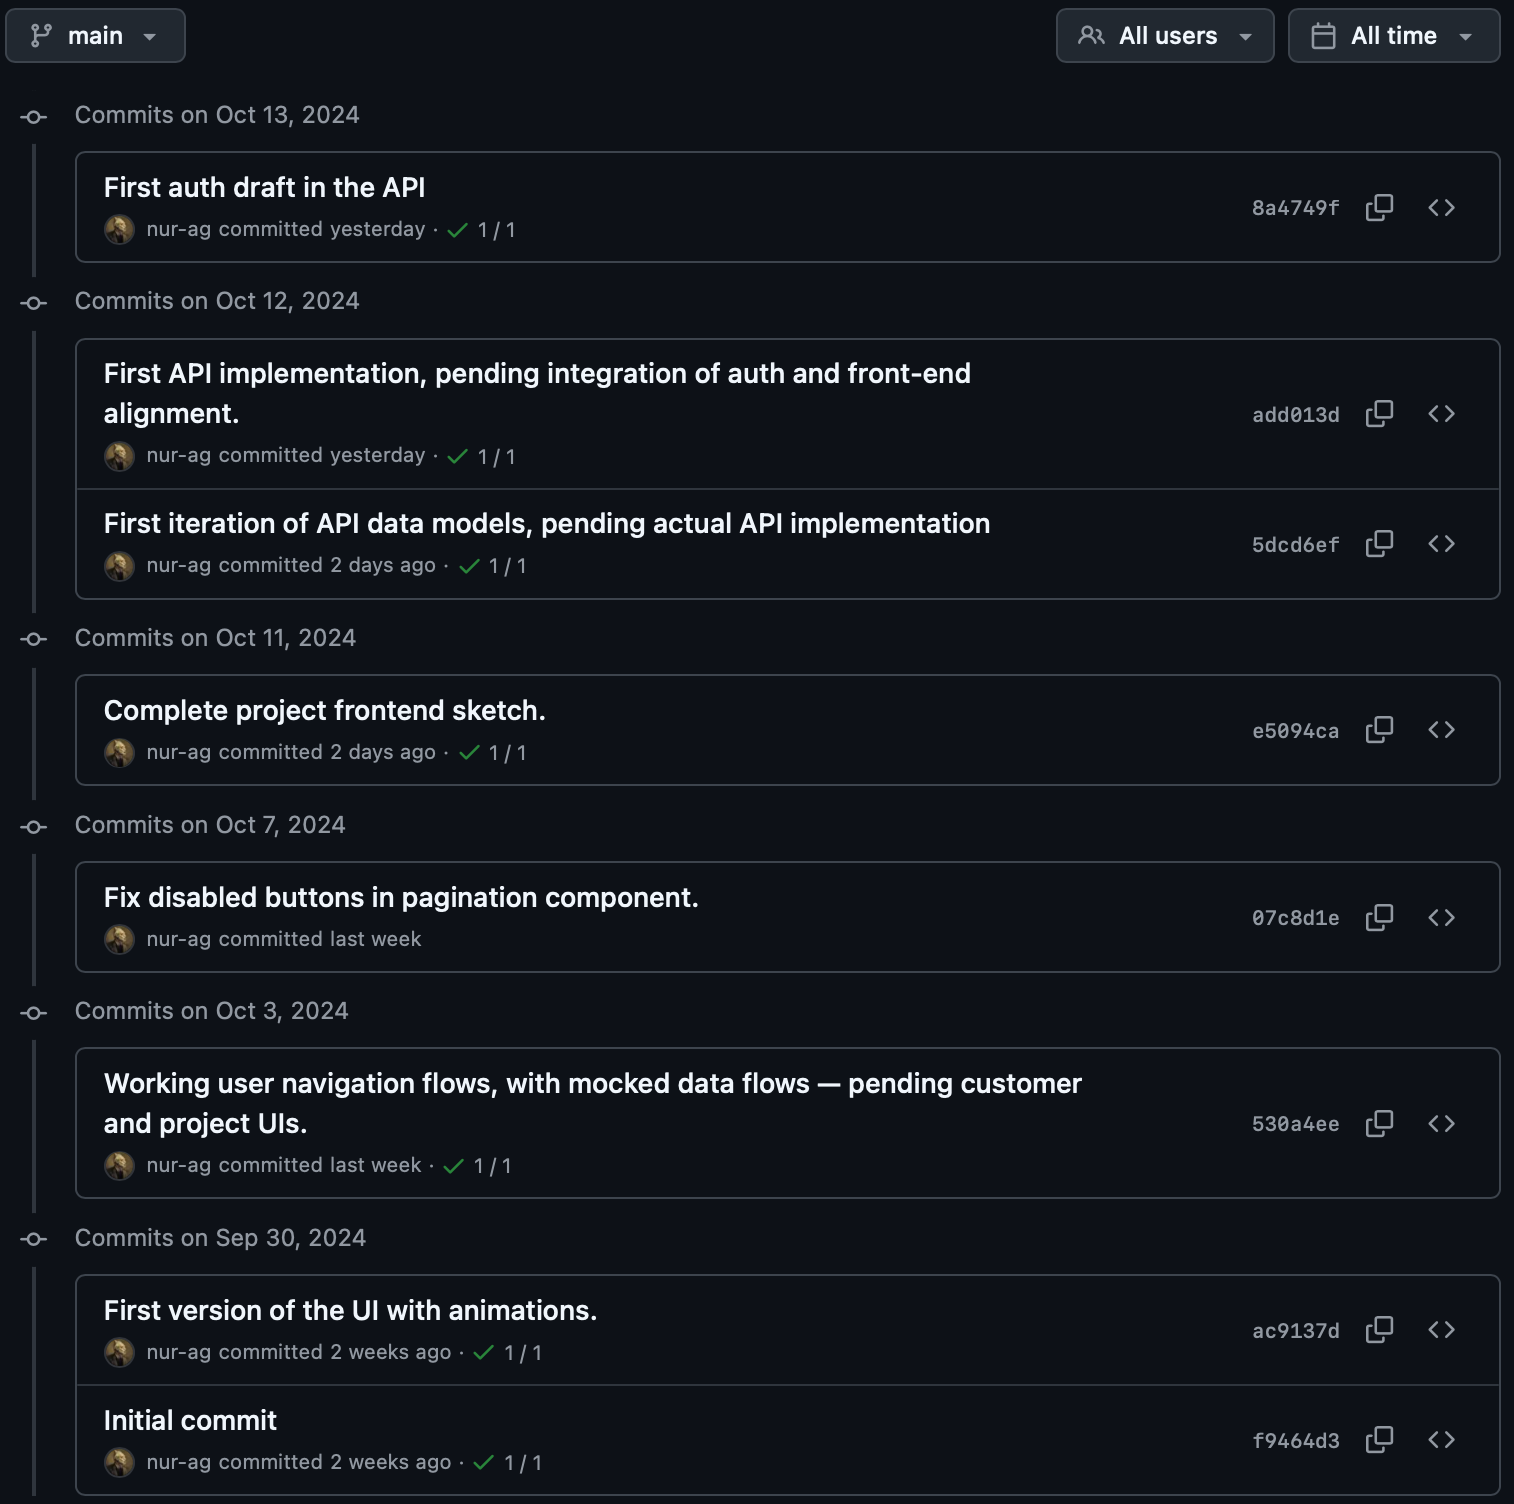 main
All users
All time
Commits on Oct 13, 2024
First auth draft in the API
8a4749f
nur-ag committed yesterday · 1 / 1
Commits on Oct 12, 2024
First API implementation, pending integration of auth and front-end
alignment.
add013d
nur-ag committed yesterday · 1 / 1
First iteration of API data models, pending actual API implementation
5dcd6ef
nur-ag committed 2 days ago · 1 / 1
Commits on Oct 11, 2024
Complete project frontend sketch.
e5094ca
nur-ag committed 2 days ago · 1 / 1
Commits on Oct 7, 2024
Fix disabled buttons in pagination component.
07c8d1e
nur-ag committed last week
Commits on Oct 3, 2024
Working user navigation flows, with mocked data flows — pending customer
and project UIs.
530a4ee
nur-ag committed last week · 1 / 1
Commits on Sep 30, 2024
First version of the UI with animations.
ac9137d
nur-ag committed 2 weeks ago · 1 / 1
Initial commit
f9464d3
nur-ag committed 2 weeks ago · 1 / 1